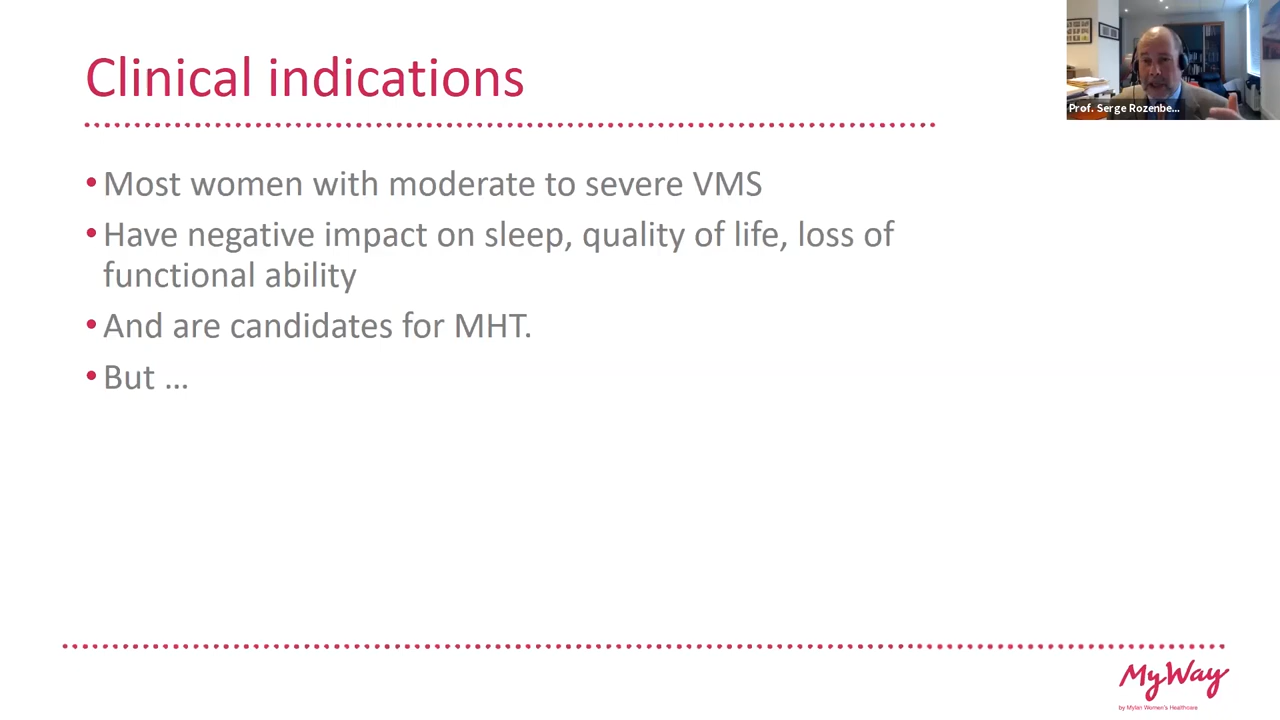 Clinical indications
Prof. Serge Rozenbe...
• Most women with moderate to severe VMS
• Have negative impact on sleep, quality of life, loss of
functional ability
• And are candidates for MHT.
• But ...
MyWay
by Mylan Women's Healthcare